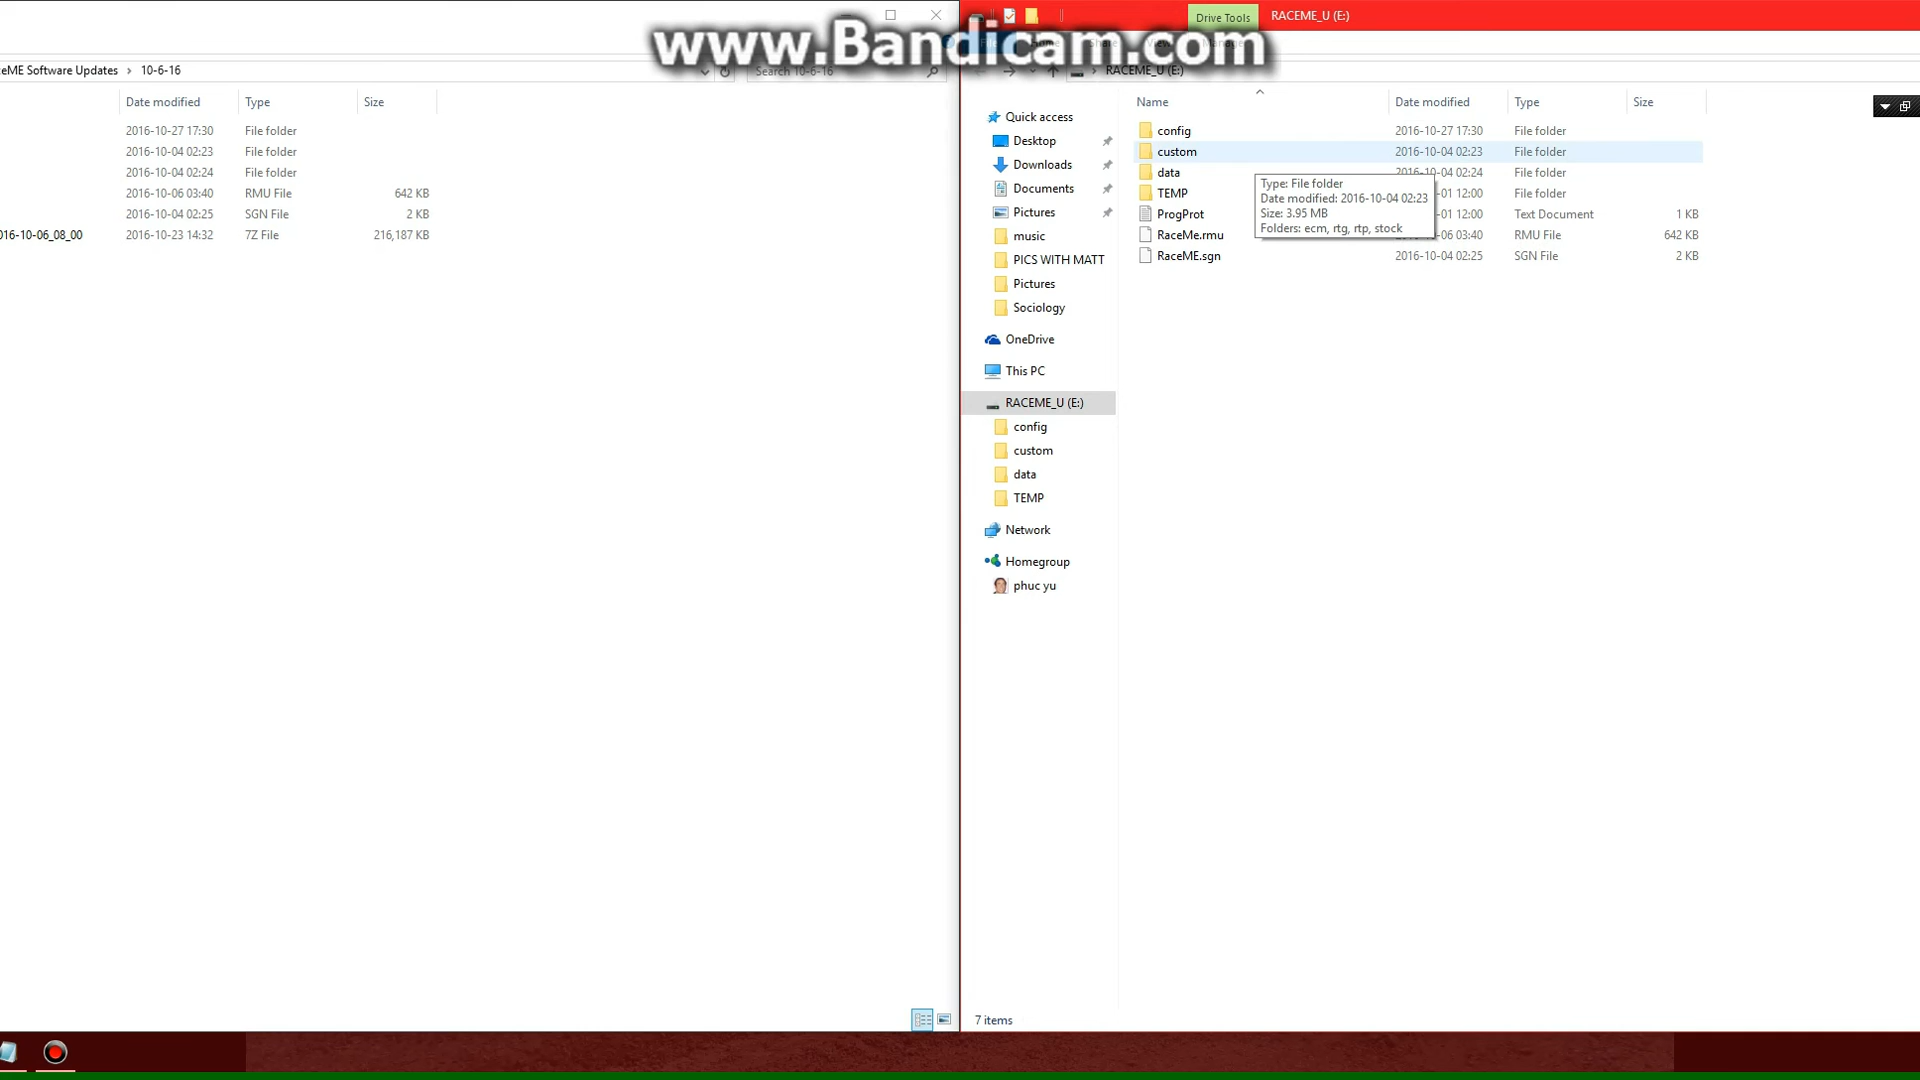 www.Bandicam.com
Drive Tools
RACEME_U (E:)
File
Home
Share
View
Manage
eME Software Updates > 10-6-16
Search 10-6-16
RACEME_U (E:)
Date modified Type Size
2016-10-27 17:30 File folder
2016-10-04 02:23 File folder
2016-10-04 02:24 File folder
2016-10-06 03:40 RMU File 642 KB
2016-10-04 02:25 SGN File 2 KB
016-10-06_08_00 2016-10-23 14:32 7Z File 216,187 KB
Quick access
Desktop
Downloads
Documents
Pictures
music
PICS WITH MATT
Pictures
Sociology
OneDrive
This PC
RACEME_U (E:)
config
custom
data
TEMP
Network
Homegroup
phuc yu
Name Date modified Type Size
config 2016-10-27 17:30 File folder
custom 2016-10-04 02:23 File folder
data 2016-10-04 02:24 File folder
TEMP -01 12:00 File folder
ProgProt -01 12:00 Text Document 1 KB
RaceMe.rmu -06 03:40 RMU File 642 KB
RaceME.sgn 2016-10-04 02:25 SGN File 2 KB
Type: File folder
Date modified: 2016-10-04 02:23
Size: 3.95 MB
Folders: ecm, rtg, rtp, stock
7 items